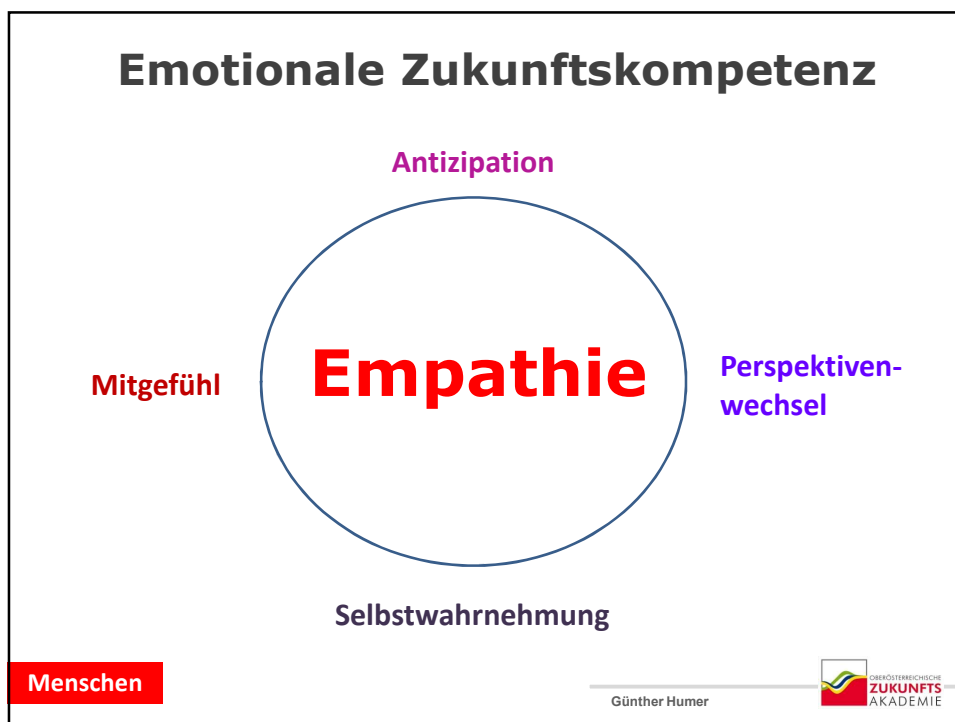 Emotionale Zukunftskompetenz
Antizipation
Mitgefühl
Empathie
Perspektiven-
wechsel
Selbstwahrnehmung
Menschen
Günther Humer
OBERÖSTERREICHISCHE
ZUKUNFTS
AKADEMIE